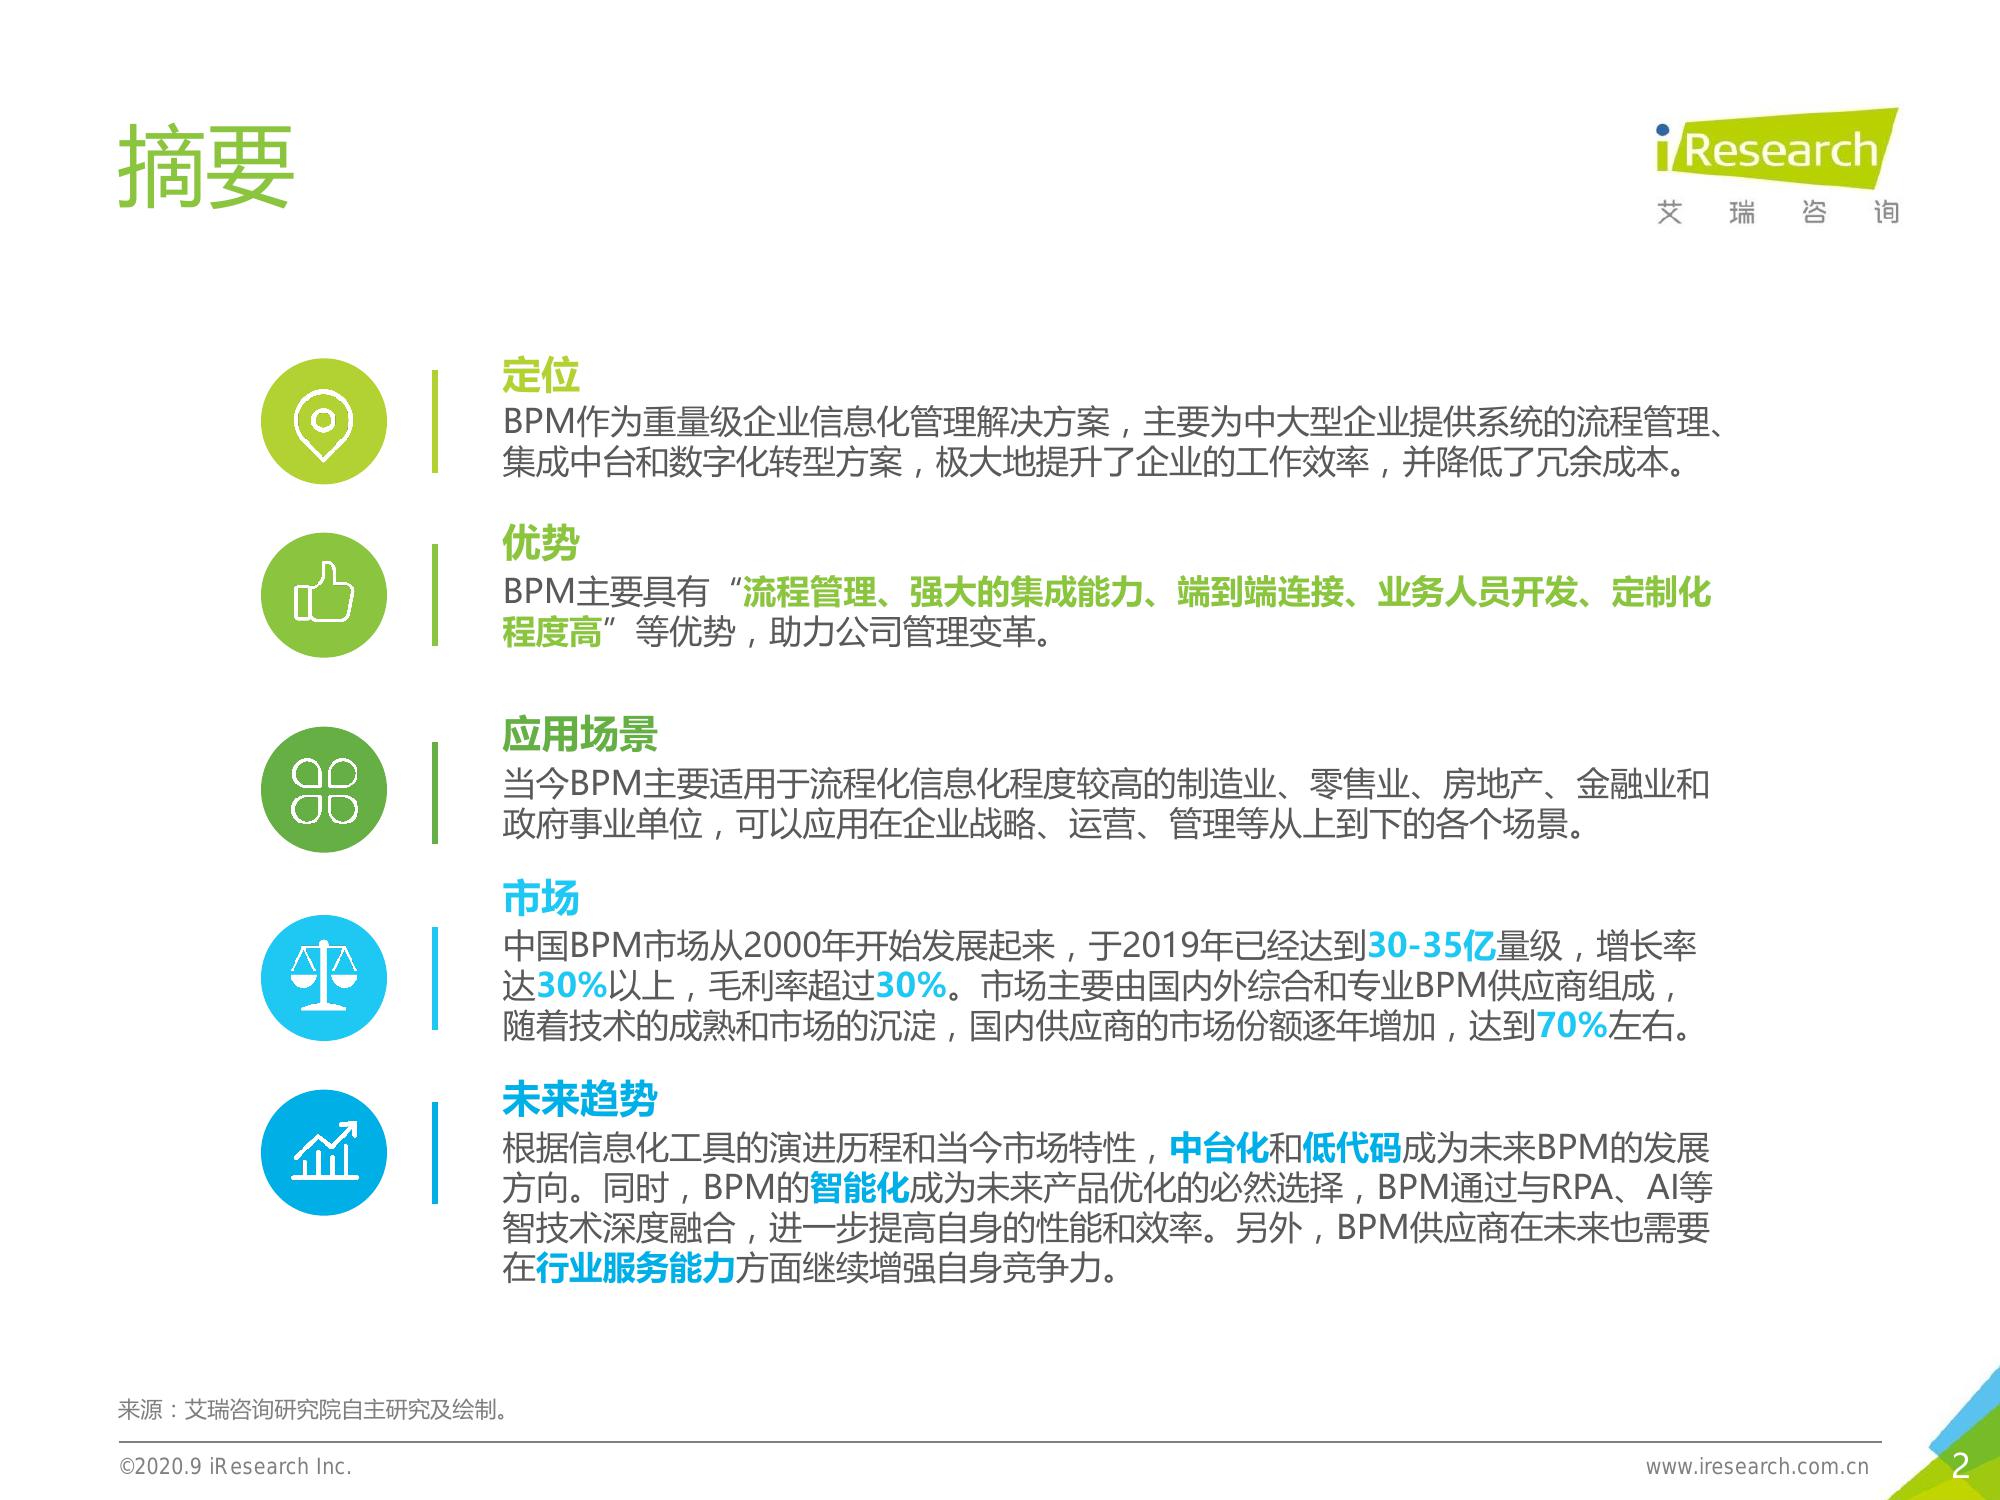 摘要
iResearch
艾瑞咨询
定位
BPM作为重量级企业信息化管理解决方案，主要为中大型企业提供系统的流程管理、
集成中台和数字化转型方案，极大地提升了企业的工作效率，并降低了冗余成本。
优势
BPM主要具有“流程管理、强大的集成能力、端到端连接、业务人员开发、定制化
程度高”等优势，助力公司管理变革。
应用场景
当今BPM主要适用于流程化信息化程度较高的制造业、零售业、房地产、金融业和
政府事业单位，可以应用在企业战略、运营、管理等从上到下的各个场景。
市场
中国BPM市场从2000年开始发展起来，于2019年已经达到30-35亿量级，增长率
达30%以上，毛利率超过30%。市场主要由国内外综合和专业BPM供应商组成，
随着技术的成熟和市场的沉淀，国内供应商的市场份额逐年增加，达到70%左右。
未来趋势
根据信息化工具的演进历程和当今市场特性，中台化和低代码成为未来BPM的发展
方向。同时，BPM的智能化成为未来产品优化的必然选择，BPM通过与RPA、AI等
智技术深度融合，进一步提高自身的性能和效率。另外，BPM供应商在未来也需要
在行业服务能力方面继续增强自身竞争力。
来源：艾瑞咨询研究院自主研究及绘制。
©2020.9 iResearch Inc.
www.iresearch.com.cn
2